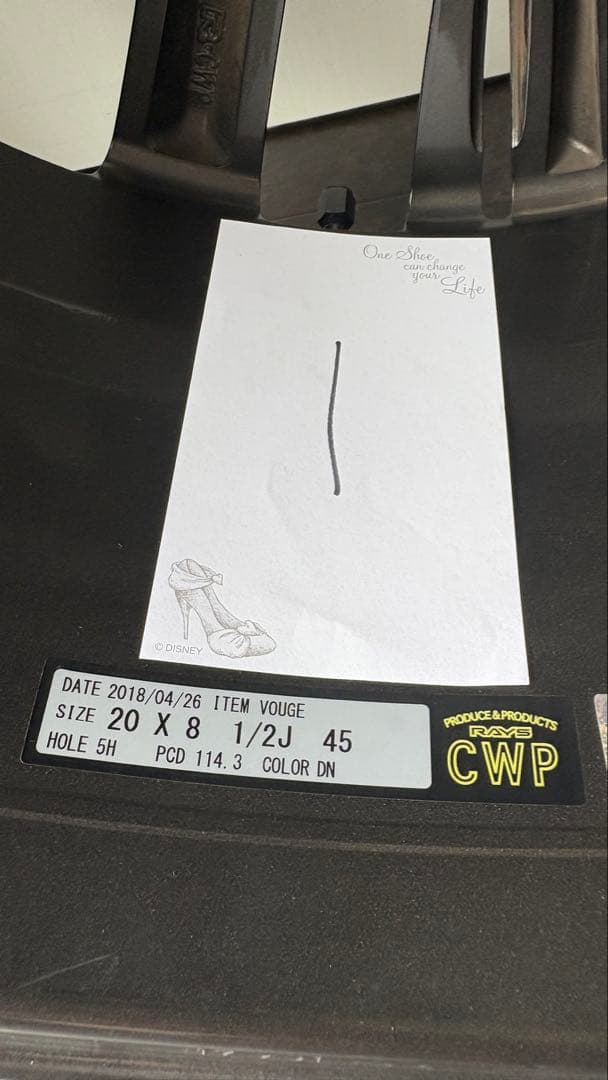 One Shoe
can change
your
Life
© DISNEY
DATE 2018/04/26 ITEM VOUGE
SIZE 20 X 8 1/2J 45
HOLE 5H PCD 114.3 COLOR DN
PRODUCE & PRODUCTS
RAYS
CWP